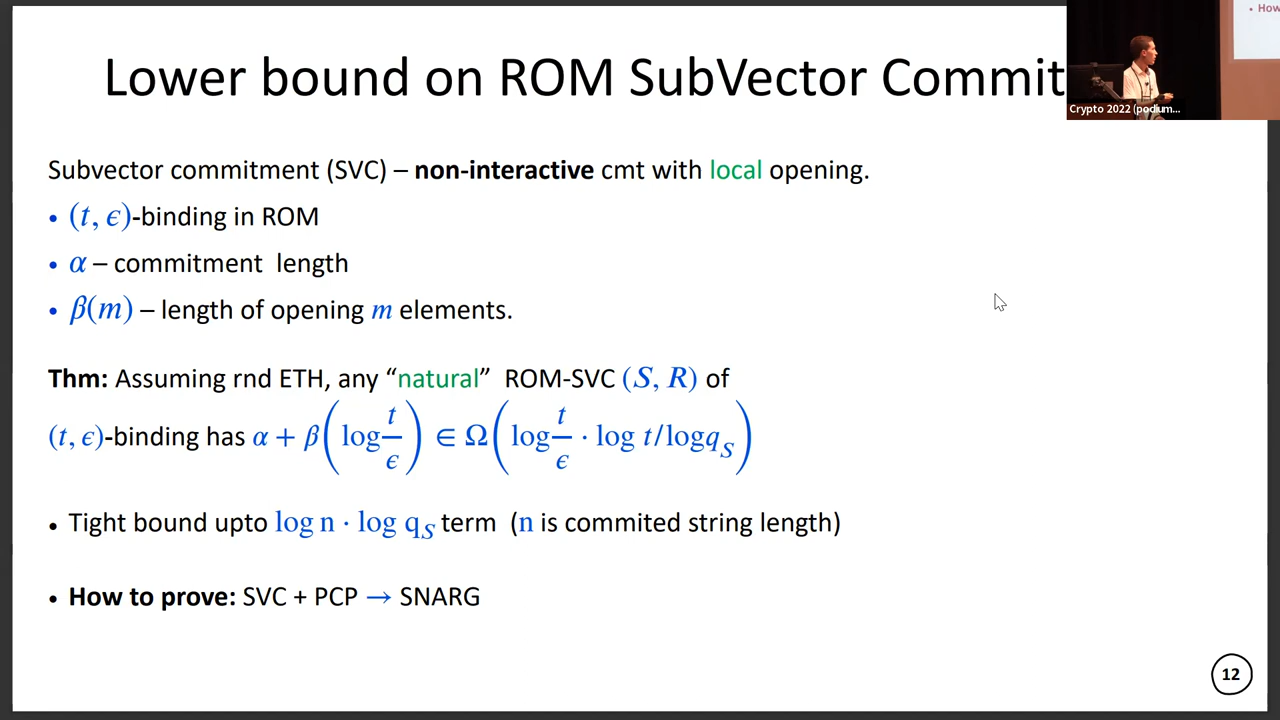 Lower bound on ROM SubVector Commit
• How
Crypto 2022 (podium...
Subvector commitment (SVC) – non-interactive cmt with local opening.
• (t, ϵ)-binding in ROM
• α – commitment length
• β(m) – length of opening m elements.
Thm: Assuming rnd ETH, any “natural” ROM-SVC (S, R) of
(t, ϵ)-binding has α + β(log t/ϵ) ∈ Ω(log t/ϵ · log t/logq_S)
• Tight bound upto log n · log q_S term (n is commited string length)
• How to prove: SVC + PCP → SNARG
12